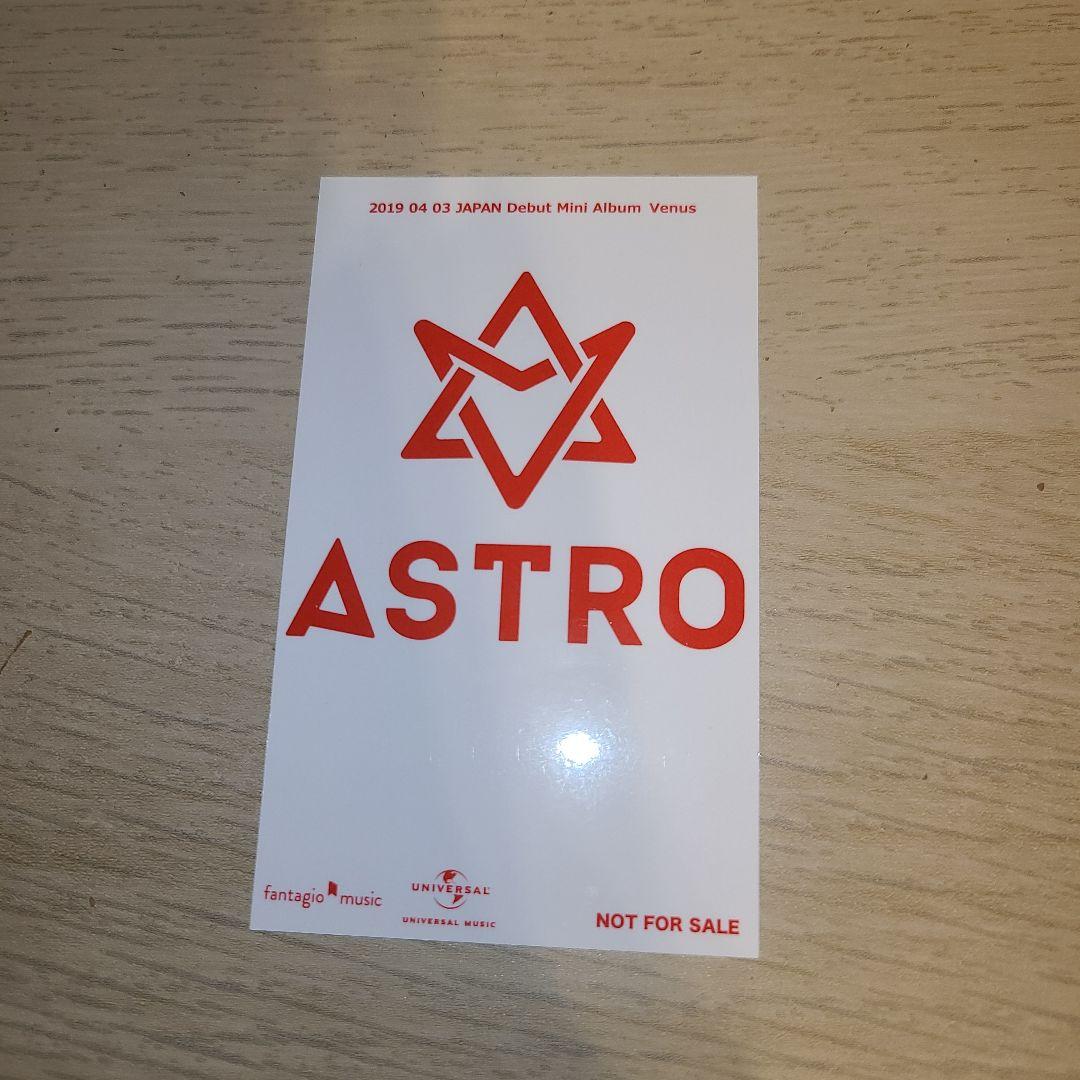 2019 04 03 JAPAN Debut Mini Album Venus
ASTRO
fantagio music
UNIVERSAL
UNIVERSAL MUSIC
NOT FOR SALE